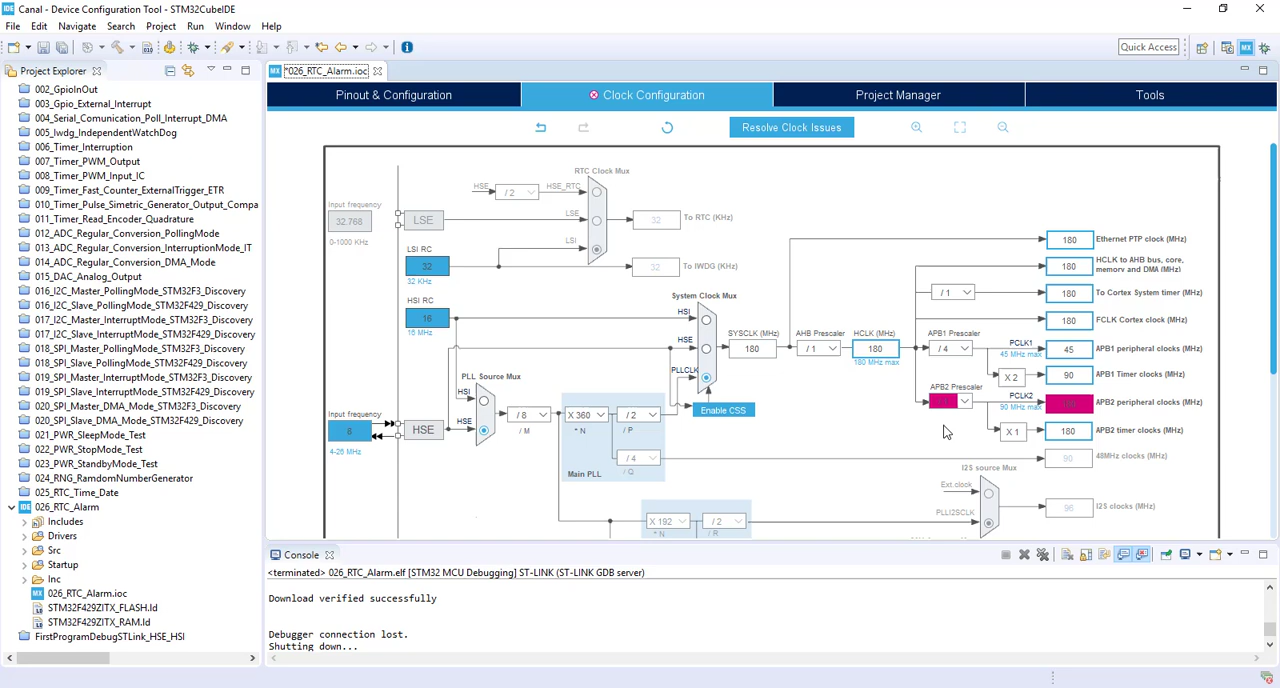 IDE Canal - Device Configuration Tool - STM32CubeIDE
File Edit Navigate Search Project Run Window Help
Quick Access
Project Explorer
002_GpioInOut
003_Gpio_External_Interrupt
004_Serial_Comunication_Poll_Interrupt_DMA
005_Iwdg_IndependentWatchDog
006_Timer_Interruption
007_Timer_PWM_Output
008_Timer_PWM_Input_IC
009_Timer_Fast_Counter_ExternalTrigger_ETR
010_Timer_Pulse_Simetric_Generator_Output_Compa
011_Timer_Read_Encoder_Quadrature
012_ADC_Regular_Conversion_PollingMode
013_ADC_Regular_Conversion_InterruptionMode_IT
014_ADC_Regular_Conversion_DMA_Mode
015_DAC_Analog_Output
016_I2C_Master_PollingMode_STM32F3_Discovery
016_I2C_Slave_PollingMode_STM32F429_Discovery
017_I2C_Master_InterruptMode_STM32F3_Discovery
017_I2C_Slave_InterruptMode_STM32F429_Discovery
018_SPI_Master_PollingMode_STM32F3_Discovery
018_SPI_Slave_PollingMode_STM32F429_Discovery
019_SPI_Master_InterruptMode_STM32F3_Discovery
019_SPI_Slave_InterruptMode_STM32F429_Discovery
020_SPI_Master_DMA_Mode_STM32F3_Discovery
020_SPI_Slave_DMA_Mode_STM32F429_Discovery
021_PWR_SleepMode_Test
022_PWR_StopMode_Test
023_PWR_StandbyMode_Test
024_RNG_RamdomNumberGenerator
025_RTC_Time_Date
IDE 026_RTC_Alarm
Includes
Drivers
Src
Startup
Inc
MX 026_RTC_Alarm.ioc
STM32F429ZITX_FLASH.ld
STM32F429ZITX_RAM.ld
FirstProgramDebugSTLink_HSE_HSI
MX *026_RTC_Alarm.ioc
Pinout & Configuration
Clock Configuration
Project Manager
Tools
Resolve Clock Issues
RTC Clock Mux
HSE / 2 HSE_RTC
Input frequency
32.768
0-1000 KHz
LSE
LSE
32 To RTC (KHz)
LSI
LSI RC
32
32 KHz
32 To IWDG (KHz)
HSI RC
16
16 MHz
System Clock Mux
HSI
HSE
PLLCLK
SYSCLK (MHz)
180
AHB Prescaler
/ 1
HCLK (MHz)
180
180 MHz max
Enable CSS
PLL Source Mux
HSI
HSE
Input frequency
8
4-26 MHz
HSE
/ 8
/ M
X 360
* N
/ 2
/ P
/ 4
/ Q
Main PLL
X 192
* N
/ 2
/ R
180 Ethernet PTP clock (MHz)
180 HCLK to AHB bus, core,
memory and DMA (MHz)
/ 1 180 To Cortex System timer (MHz)
180 FCLK Cortex clock (MHz)
APB1 Prescaler
/ 4
PCLK1
45 MHz max
45 APB1 peripheral clocks (MHz)
X 2 90 APB1 Timer clocks (MHz)
APB2 Prescaler
PCLK2
90 MHz max
APB2 peripheral clocks (MHz)
X 1 180 APB2 timer clocks (MHz)
90 48MHz clocks (MHz)
I2S source Mux
Ext.clock
PLLI2SCLK
96 I2S clocks (MHz)
Console
<terminated> 026_RTC_Alarm.elf [STM32 MCU Debugging] ST-LINK (ST-LINK GDB server)
Download verified successfully
Debugger connection lost.
Shutting down...